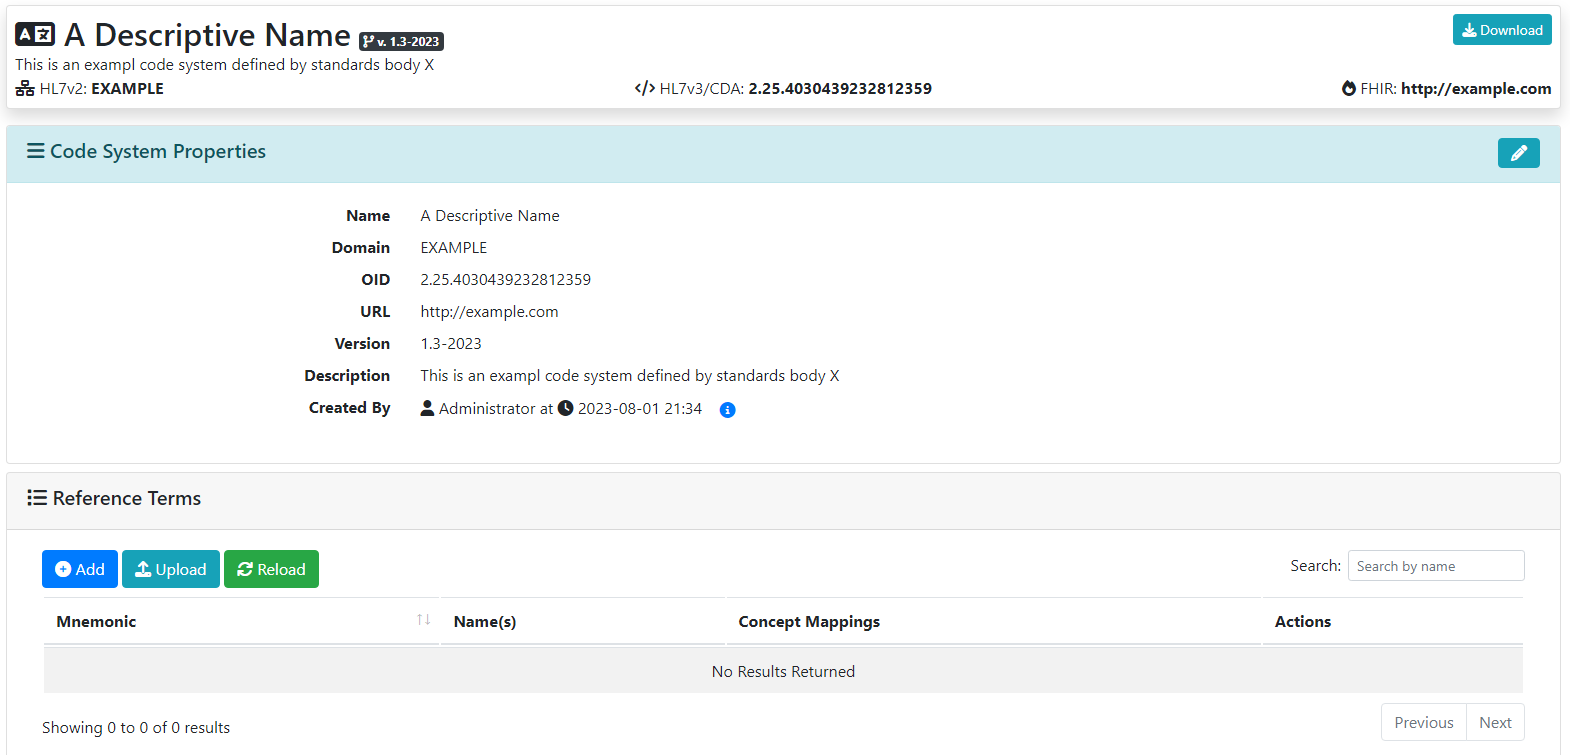 A Descriptive Name v. 1.3-2023
Download
This is an exampl code system defined by standards body X
HL7v2: EXAMPLE
HL7v3/CDA: 2.25.4030439232812359
FHIR: http://example.com
Code System Properties
Name A Descriptive Name
Domain EXAMPLE
OID 2.25.4030439232812359
URL http://example.com
Version 1.3-2023
Description This is an exampl code system defined by standards body X
Created By Administrator at 2023-08-01 21:34
Reference Terms
Add Upload Reload
Search: Search by name
Mnemonic Name(s) Concept Mappings Actions
No Results Returned
Showing 0 to 0 of 0 results
Previous Next